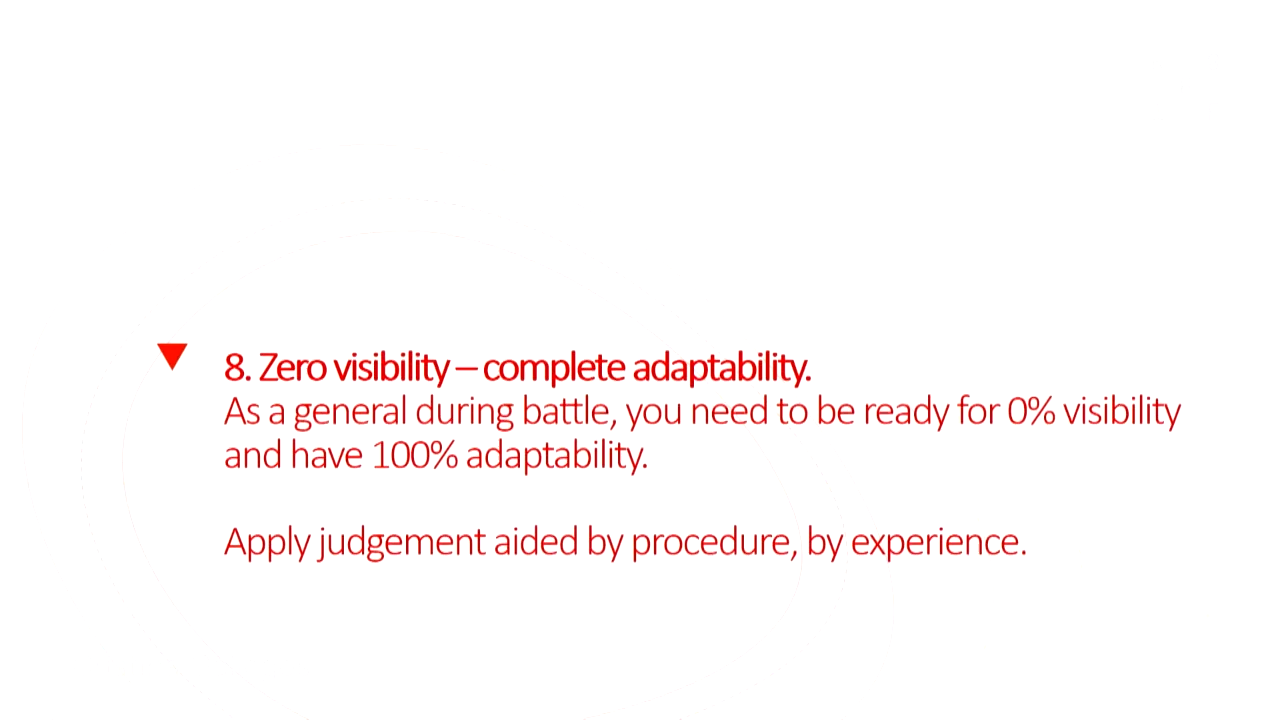 8. Zero visibility – complete adaptability.
As a general during battle, you need to be ready for 0% visibility
and have 100% adaptability.
Apply judgement aided by procedure, by experience.